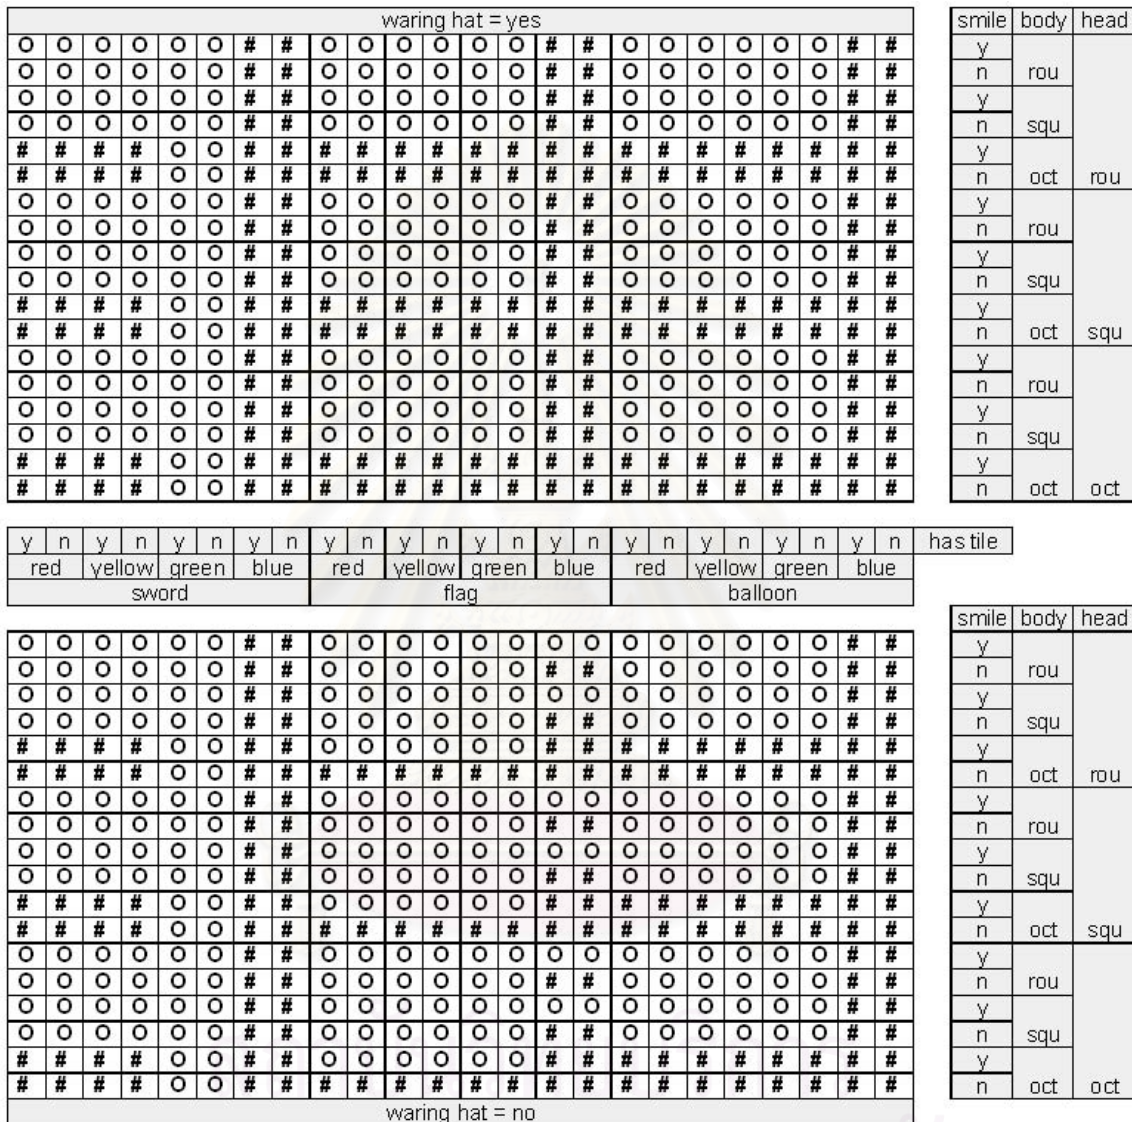 waring hat = yes smile body head
O O O O O O # # O O O O O O # # O O O O O O # # y
O O O O O O # # O O O O O O # # O O O O O O # # n rou
O O O O O O # # O O O O O O # # O O O O O O # # y
O O O O O O # # O O O O O O # # O O O O O O # # n squ
# # # # O O # # # # # # # # # # # # # # # # # # y
# # # # O O # # # # # # # # # # # # # # # # # # n oct rou
O O O O O O # # O O O O O O # # O O O O O O # # y
O O O O O O # # O O O O O O # # O O O O O O # # n rou
O O O O O O # # O O O O O O # # O O O O O O # # y
O O O O O O # # O O O O O O # # O O O O O O # # n squ
# # # # O O # # # # # # # # # # # # # # # # # # y
# # # # O O # # # # # # # # # # # # # # # # # # n oct squ
O O O O O O # # O O O O O O # # O O O O O O # # y
O O O O O O # # O O O O O O # # O O O O O O # # n rou
O O O O O O # # O O O O O O # # O O O O O O # # y
O O O O O O # # O O O O O O # # O O O O O O # # n squ
# # # # O O # # # # # # # # # # # # # # # # # # y
# # # # O O # # # # # # # # # # # # # # # # # # n oct oct
y n y n y n y n y n y n y n y n y n y n y n y n has tile
red yellow green blue red yellow green blue red yellow green blue
sword flag balloon
smile body head
O O O O O O # # O O O O O O O O O O O O O O # # y
O O O O O O # # O O O O O O # # O O O O O O # # n rou
O O O O O O # # O O O O O O O O O O O O O O # # y
O O O O O O # # O O O O O O # # O O O O O O # # n squ
# # # # O O # # O O O O O O # # # # # # # # # # y
# # # # O O # # # # # # # # # # # # # # # # # # n oct rou
O O O O O O # # O O O O O O O O O O O O O O # # y
O O O O O O # # O O O O O O # # O O O O O O # # n rou
O O O O O O # # O O O O O O O O O O O O O O # # y
O O O O O O # # O O O O O O # # O O O O O O # # n squ
# # # # O O # # O O O O O O # # # # # # # # # # y
# # # # O O # # # # # # # # # # # # # # # # # # n oct squ
O O O O O O # # O O O O O O O O O O O O O O # # y
O O O O O O # # O O O O O O # # O O O O O O # # n rou
O O O O O O # # O O O O O O O O O O O O O O # # y
O O O O O O # # O O O O O O # # O O O O O O # # n squ
# # # # O O # # O O O O O O # # # # # # # # # # y
# # # # O O # # # # # # # # # # # # # # # # # # n oct oct
waring hat = no